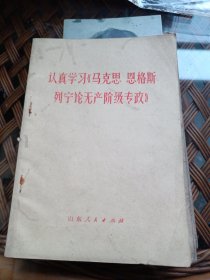 认真学习《马克思 恩格斯
列宁论无产阶级专政》
山东人民出版社